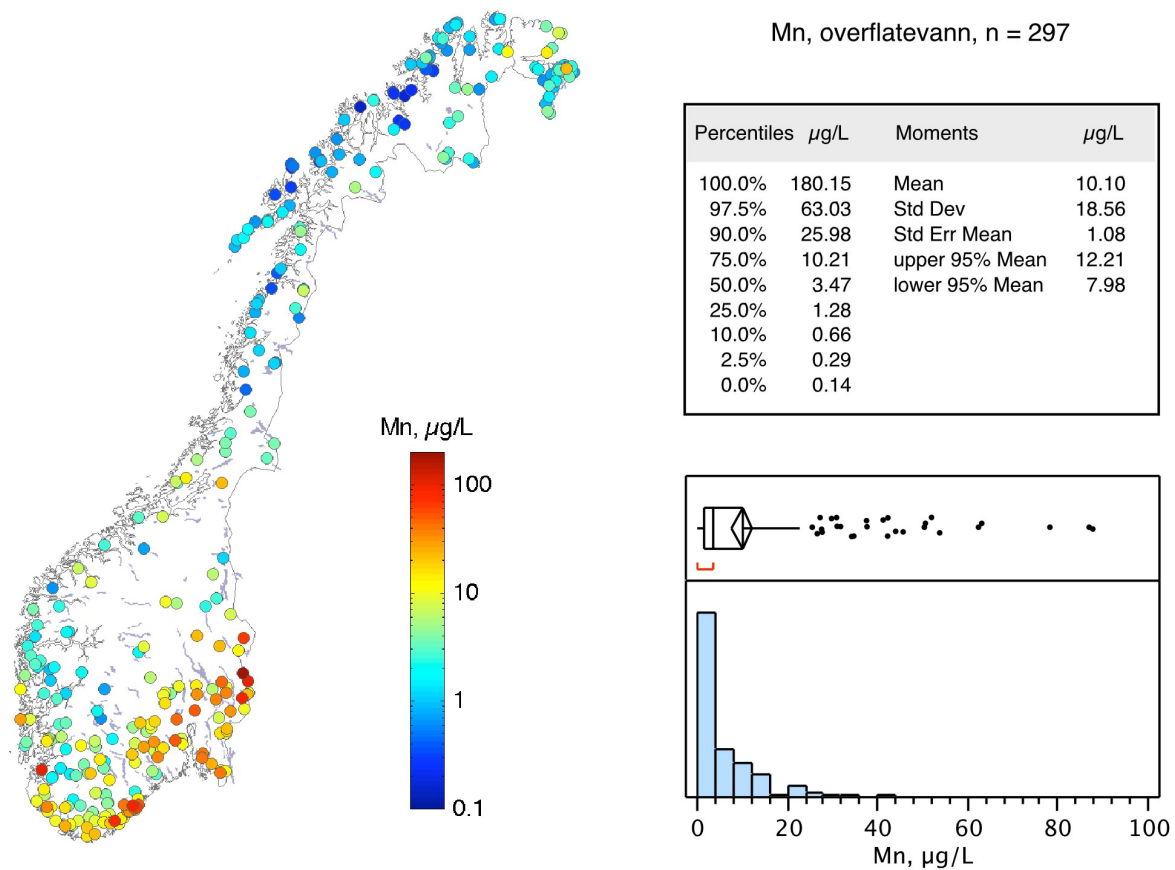 Mn, overflatevann, n = 297
Percentiles µg/L Moments µg/L
100.0% 180.15 Mean 10.10
97.5% 63.03 Std Dev 18.56
90.0% 25.98 Std Err Mean 1.08
75.0% 10.21 upper 95% Mean 12.21
50.0% 3.47 lower 95% Mean 7.98
25.0% 1.28
10.0% 0.66
2.5% 0.29
0.0% 0.14
Mn, µg/L
100
10
1
0.1
0 20 40 60 80 100
Mn, µg/L